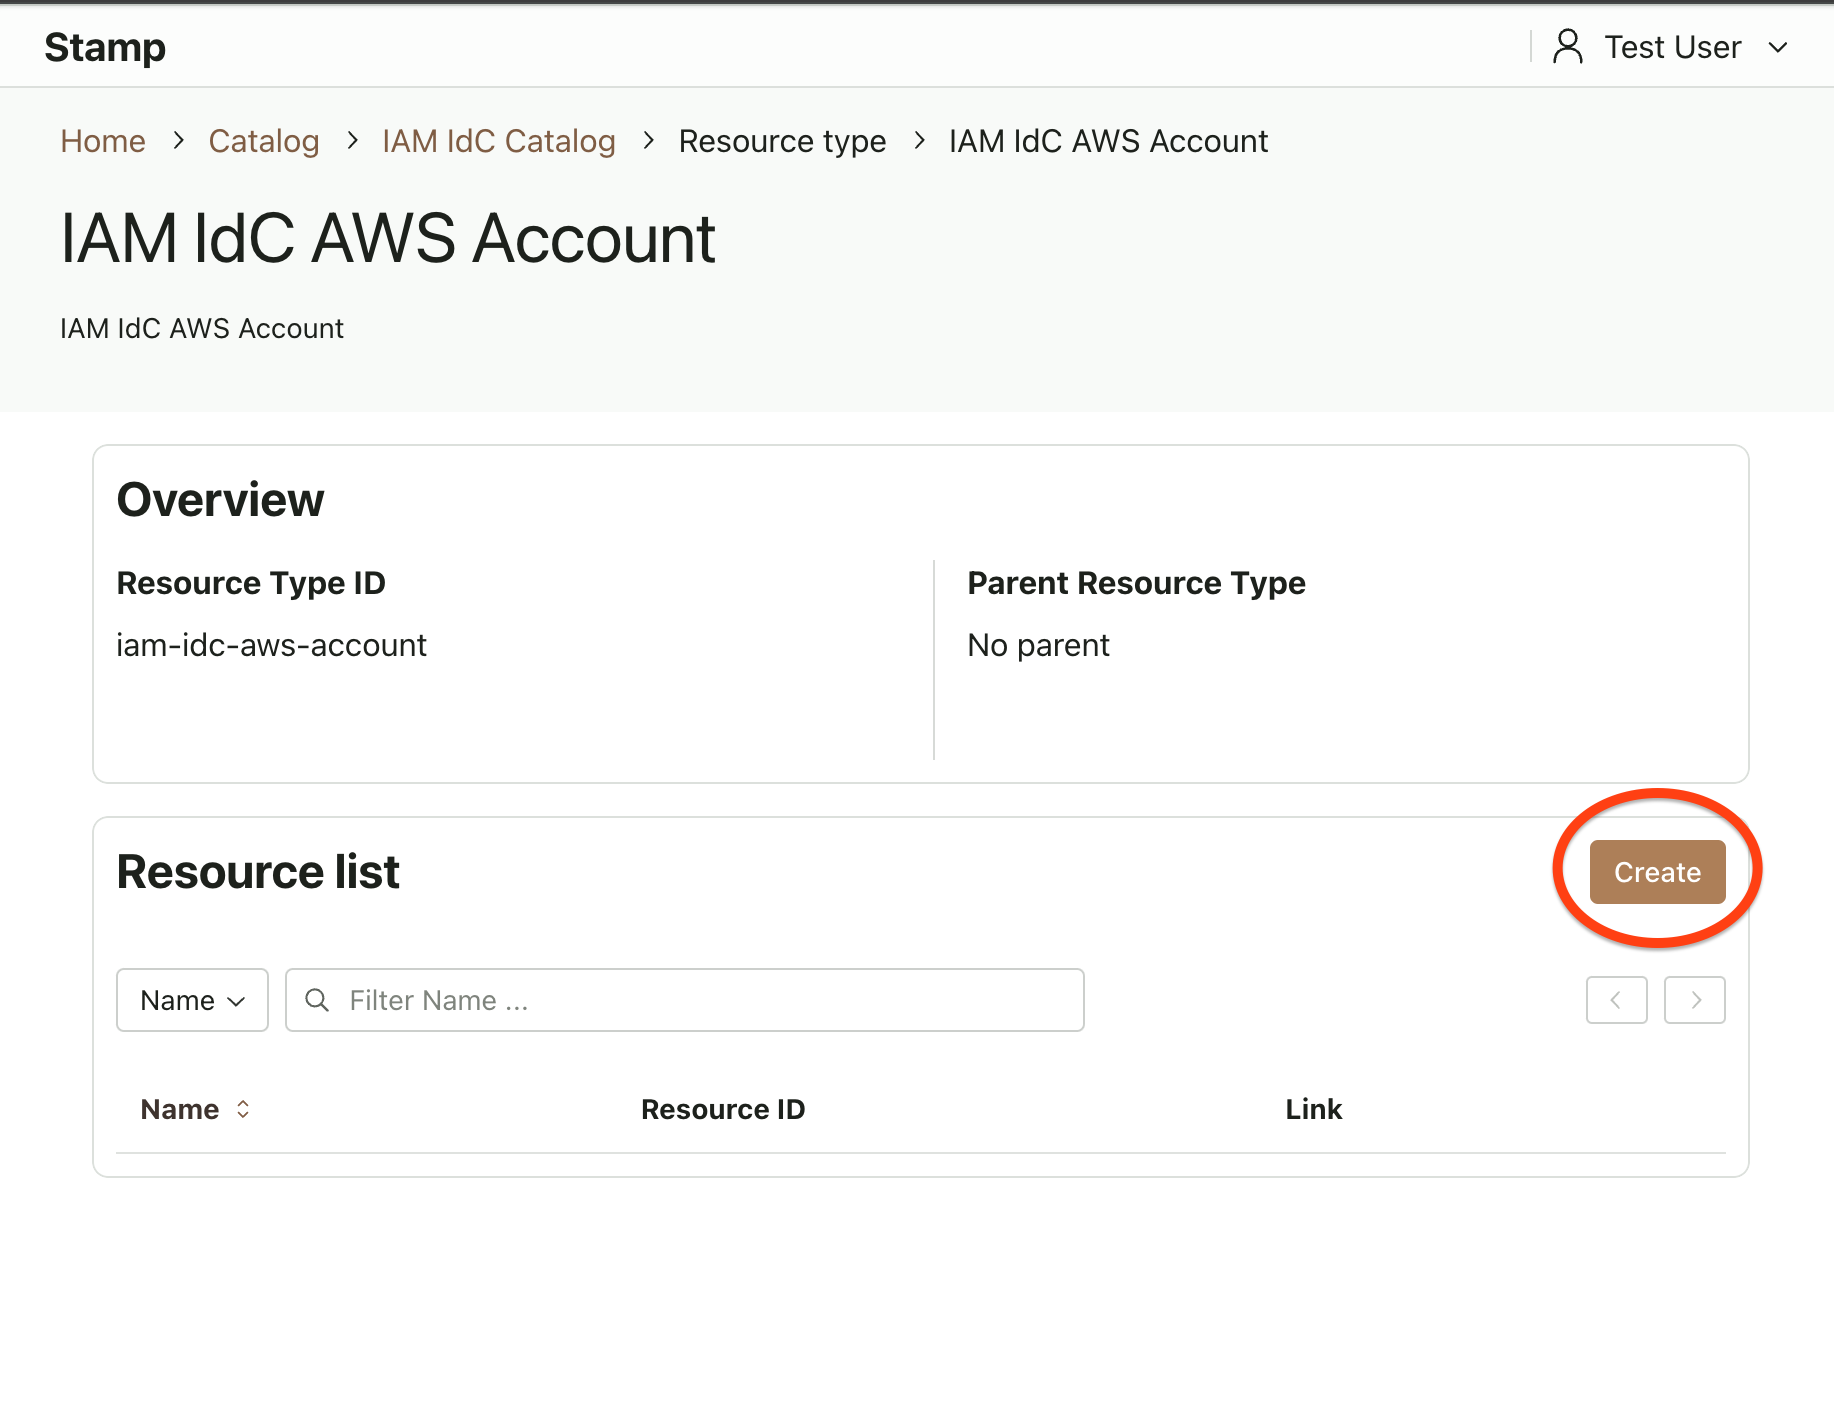 Stamp
Test User
Home > Catalog > IAM IdC Catalog > Resource type > IAM IdC AWS Account
IAM IdC AWS Account
IAM IdC AWS Account
Overview
Resource Type ID
iam-idc-aws-account
Parent Resource Type
No parent
Resource list
Create
Name
Filter Name ...
Name Resource ID Link